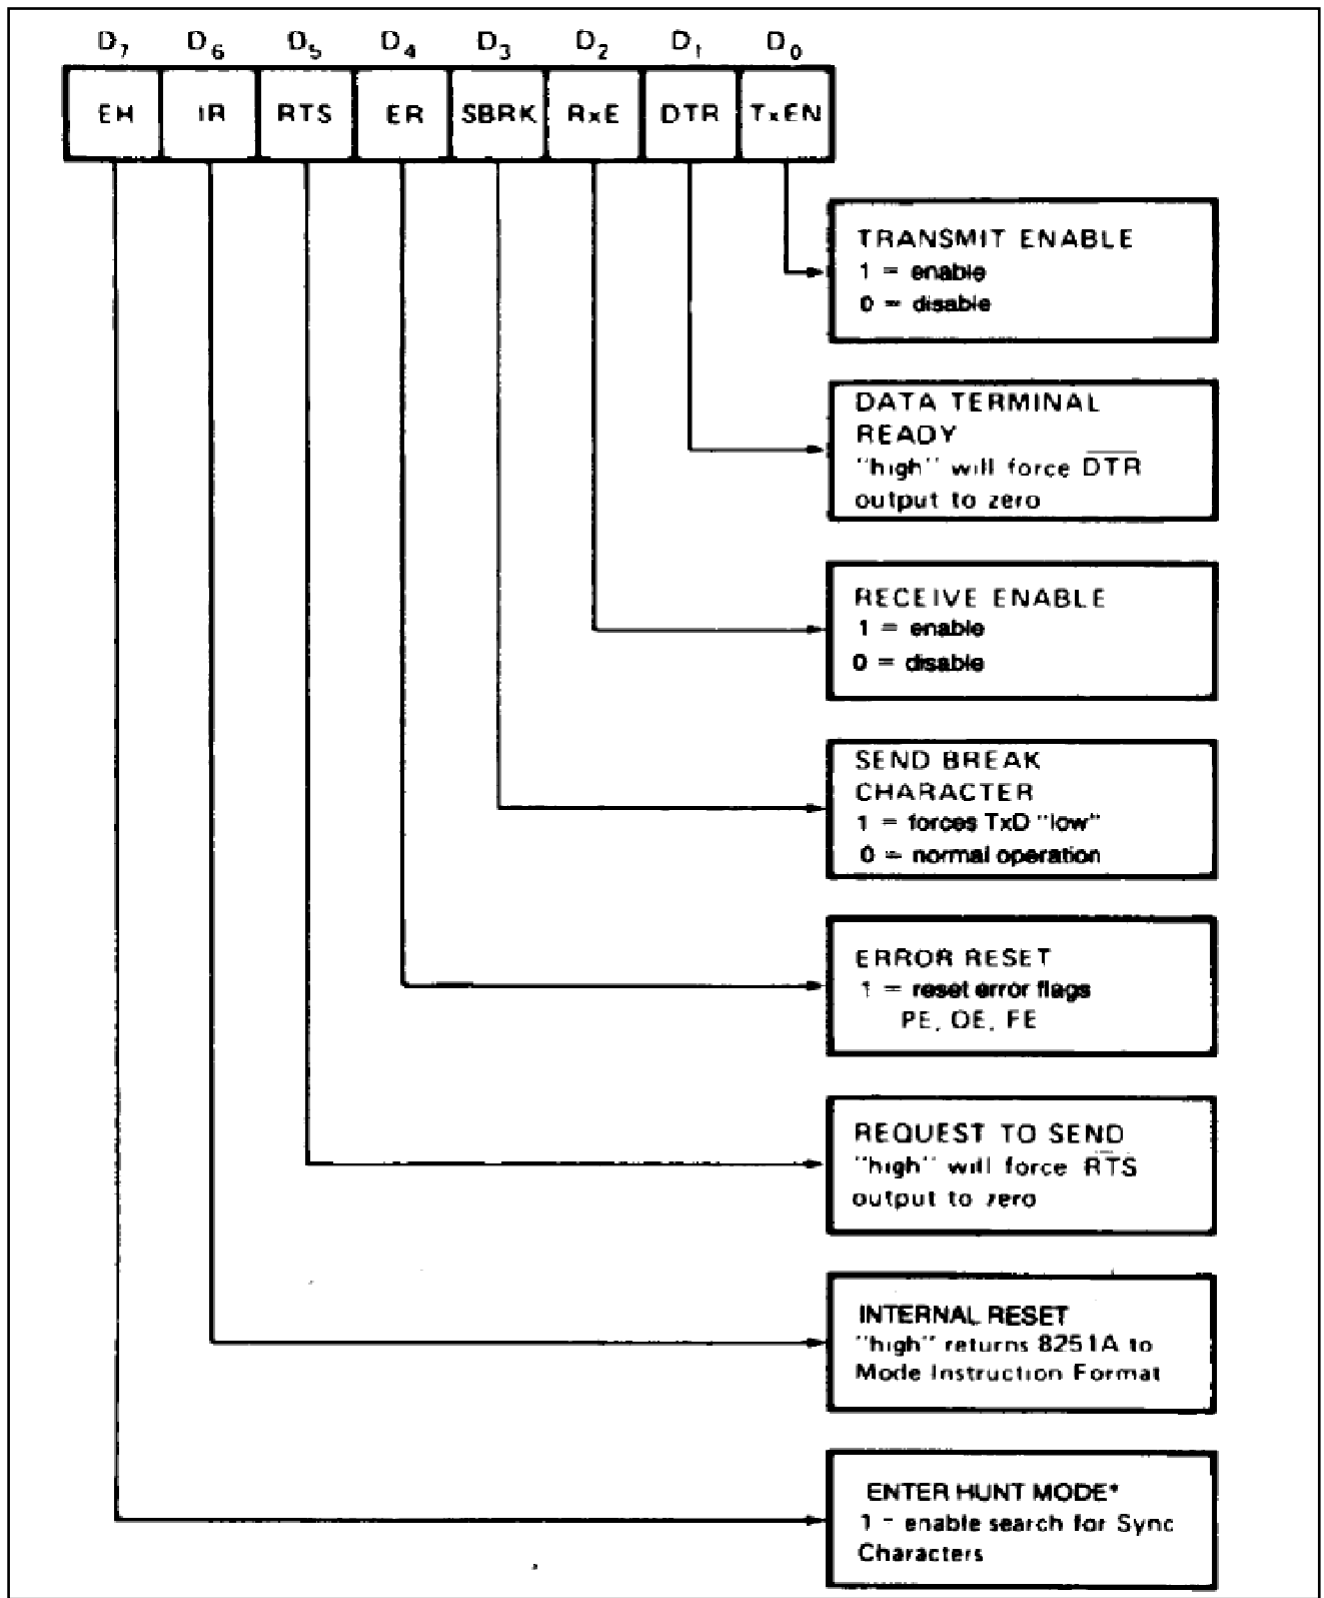 D7 D6 D5 D4 D3 D2 D1 D0
EH IR RTS ER SBRK RxE DTR TxEN
TRANSMIT ENABLE
1 = enable
0 = disable
DATA TERMINAL
READY
"high" will force D̅T̅R̅
output to zero
RECEIVE ENABLE
1 = enable
0 = disable
SEND BREAK
CHARACTER
1 = forces TxD "low"
0 = normal operation
ERROR RESET
1 = reset error flags
PE, OE, FE
REQUEST TO SEND
"high" will force R̅T̅S̅
output to zero
INTERNAL RESET
"high" returns 8251A to
Mode Instruction Format
ENTER HUNT MODE*
1 = enable search for Sync
Characters